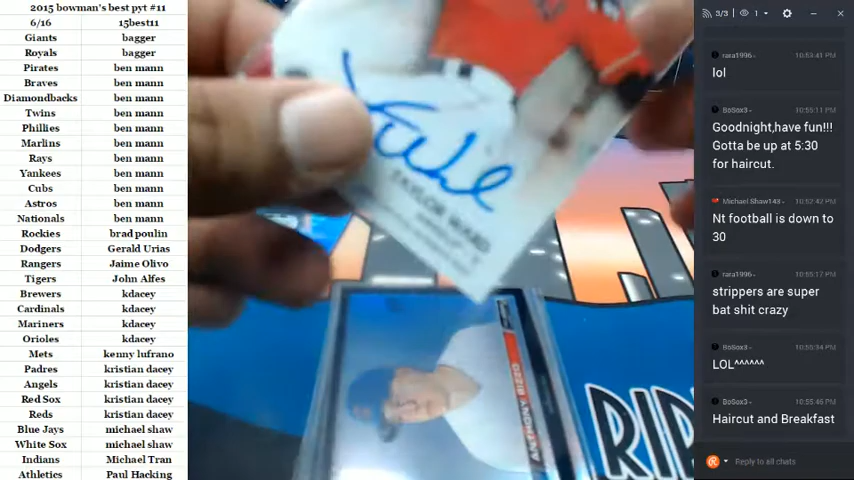 2015 bowman's best pyt #11
6/16 15best11
Giants bagger
Royals bagger
Pirates ben mann
Braves ben mann
Diamondbacks ben mann
Twins ben mann
Phillies ben mann
Marlins ben mann
Rays ben mann
Yankees ben mann
Cubs ben mann
Astros ben mann
Nationals ben mann
Rockies brad poulin
Dodgers Gerald Urias
Rangers Jaime Olivo
Tigers John Alfes
Brewers kdacey
Cardinals kdacey
Mariners kdacey
Orioles kdacey
Mets kenny lufrano
Padres kristian dacey
Angels kristian dacey
Red Sox kristian dacey
Reds kristian dacey
Blue Jays michael shaw
White Sox michael shaw
Indians Michael Tran
Athletics Paul Hacking
TAYLOR WARD
ANTHONY RIZZO
RIP
3/3 1
rara1996 10:53:41 PM
lol
BoSox3 10:55:11 PM
Goodnight,have fun!!!
Gotta be up at 5:30
for haircut.
Michael Shaw143 10:52:42 PM
Nt football is down to
30
rara1996 10:55:17 PM
strippers are super
bat shit crazy
BoSox3 10:55:34 PM
LOL^^^^^^
BoSox3 10:55:46 PM
Haircut and Breakfast
Reply to all chats